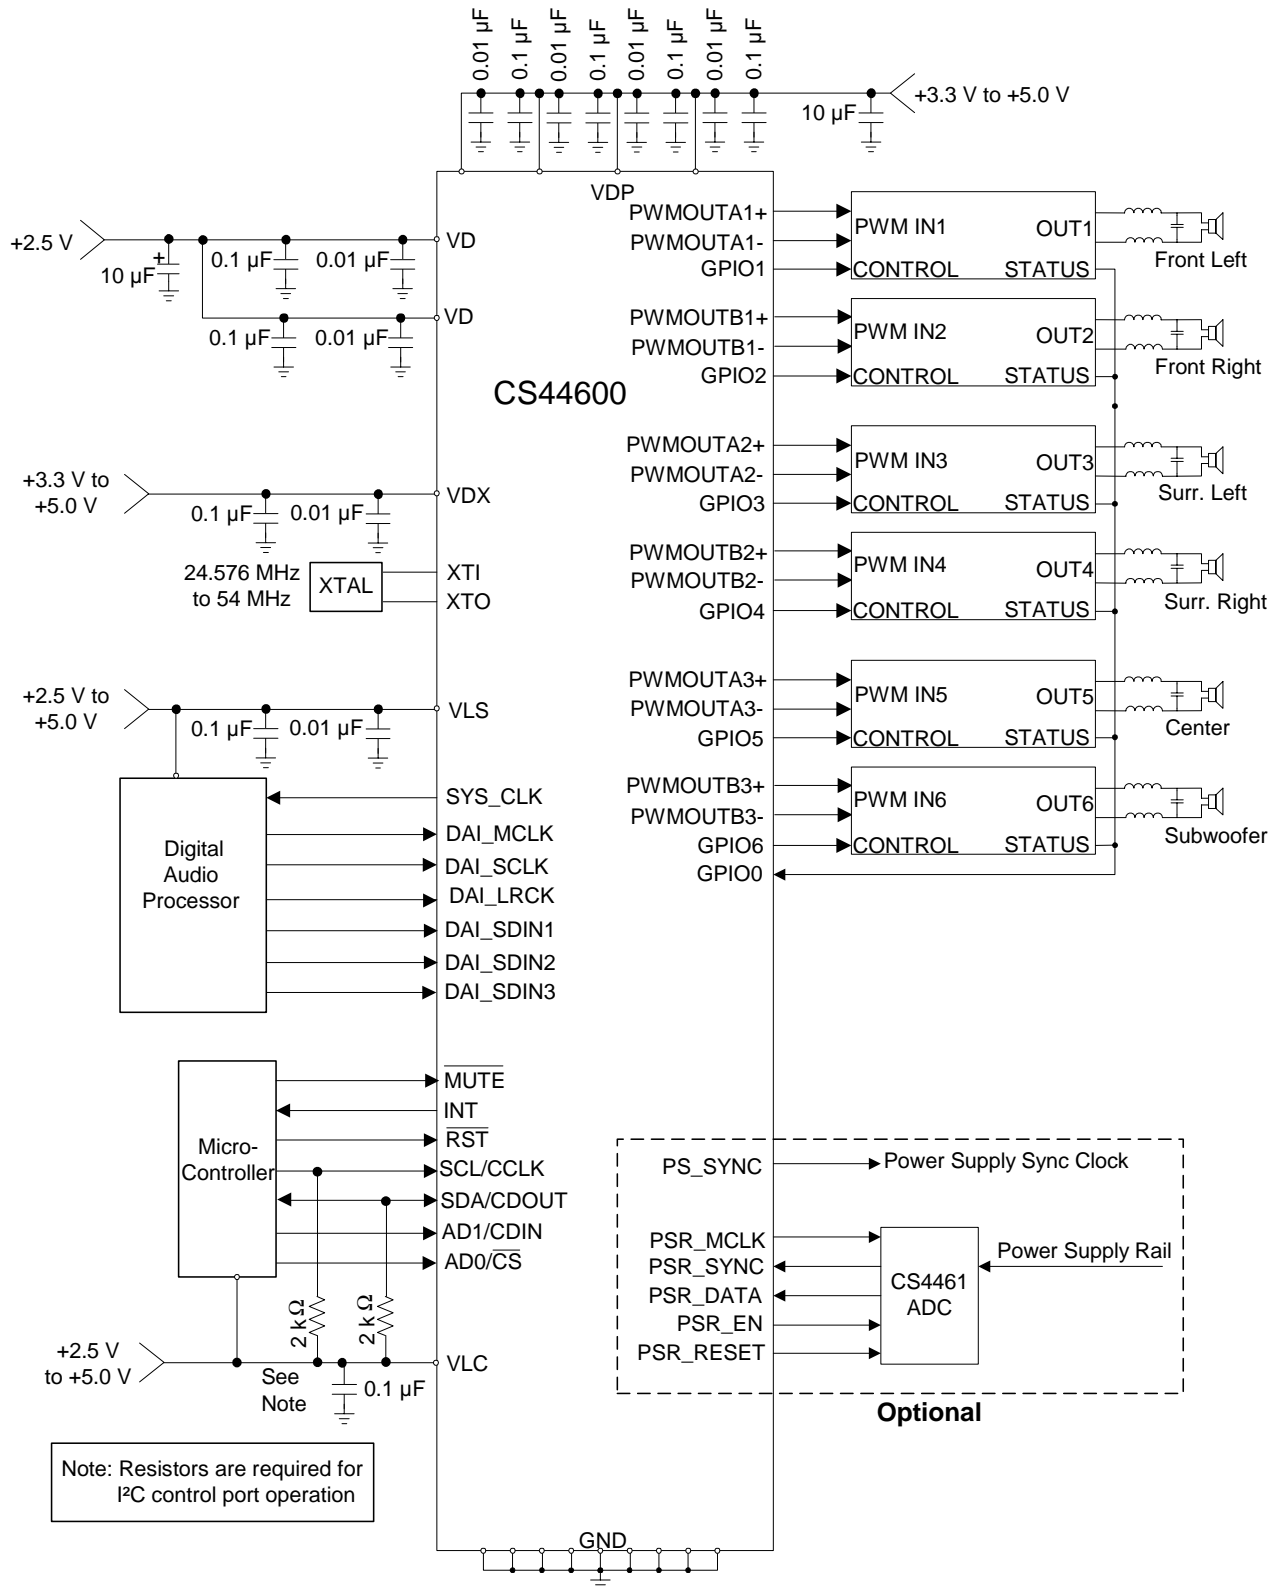 0.01 µF
0.1 µF
0.01 µF
0.1 µF
0.01 µF
0.1 µF
0.01 µF
0.1 µF
10 µF
+3.3 V to +5.0 V
VDP
+2.5 V
+
10 µF
0.1 µF
0.01 µF
VD
0.1 µF
0.01 µF
VD
CS44600
+3.3 V to
+5.0 V
0.1 µF
0.01 µF
VDX
24.576 MHz
to 54 MHz
XTAL
XTI
XTO
+2.5 V to
+5.0 V
0.1 µF
0.01 µF
VLS
Digital
Audio
Processor
SYS_CLK
DAI_MCLK
DAI_SCLK
DAI_LRCK
DAI_SDIN1
DAI_SDIN2
DAI_SDIN3
Micro-
Controller
MUTE
INT
RST
SCL/CCLK
SDA/CDOUT
AD1/CDIN
AD0/CS
2 kΩ
2 kΩ
+2.5 V
to +5.0 V
See
Note
0.1 µF
VLC
Note: Resistors are required for
I²C control port operation
PWMOUTA1+
PWMOUTA1-
GPIO1
PWM IN1
OUT1
CONTROL
STATUS
Front Left
PWMOUTB1+
PWMOUTB1-
GPIO2
PWM IN2
OUT2
CONTROL
STATUS
Front Right
PWMOUTA2+
PWMOUTA2-
GPIO3
PWM IN3
OUT3
CONTROL
STATUS
Surr. Left
PWMOUTB2+
PWMOUTB2-
GPIO4
PWM IN4
OUT4
CONTROL
STATUS
Surr. Right
PWMOUTA3+
PWMOUTA3-
GPIO5
PWM IN5
OUT5
CONTROL
STATUS
Center
PWMOUTB3+
PWMOUTB3-
GPIO6
PWM IN6
OUT6
CONTROL
STATUS
Subwoofer
GPIO0
PS_SYNC
Power Supply Sync Clock
PSR_MCLK
PSR_SYNC
PSR_DATA
PSR_EN
PSR_RESET
CS4461
ADC
Power Supply Rail
Optional
GND